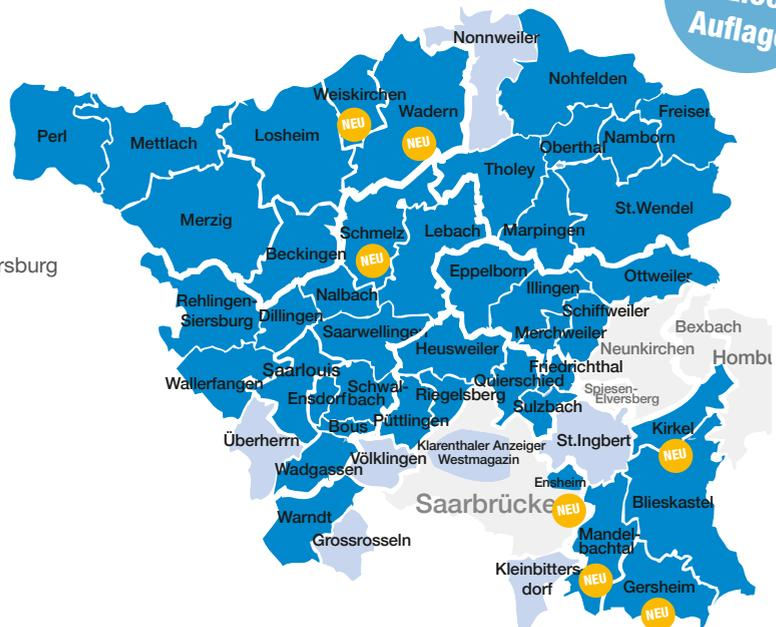 Auflage
Nonnweiler
Nohfelden
Weiskirchen
NEU
Wadern
NEU
Freisen
Perl
Mettlach
Losheim
Oberthal
Namborn
Tholey
St.Wendel
Merzig
Schmelz
NEU
Lebach
Marpingen
Beckingen
rsburg
Eppelborn
Ottweiler
Illingen
Nalbach
Rehlingen-
Siersburg
Dillingen
Schiffweiler
Saarwellingen
Merchweiler
Bexbach
Heusweiler
Neunkirchen
Hombu
Friedrichthal
Saarlouis
Quierschied
Wallerfangen
Schwal-
bach
Ensdorf
Riegelsberg
Spiesen-
Elversberg
Sulzbach
Bous
Püttlingen
Kirkel
NEU
Überherrn
Klarenthaler Anzeiger
Westmagazin
St.Ingbert
Völklingen
Wadgassen
Ensheim
NEU
Saarbrücke
Blieskastel
Warndt
Grossrosseln
Mandel-
bachtal
NEU
Kleinbitters-
dorf
Gersheim
NEU